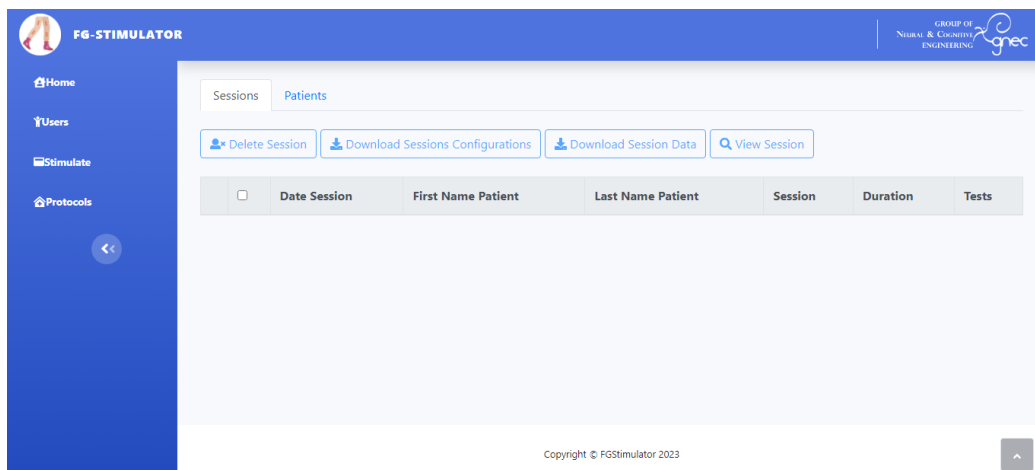 FG-STIMULATOR
GROUP OF
NEURAL & COGNITIVE
ENGINEERING
gnec
Home
Users
Stimulate
Protocols
Sessions Patients
Delete Session Download Sessions Configurations Download Session Data View Session
Date Session First Name Patient Last Name Patient Session Duration Tests
Copyright © FGStimulator 2023